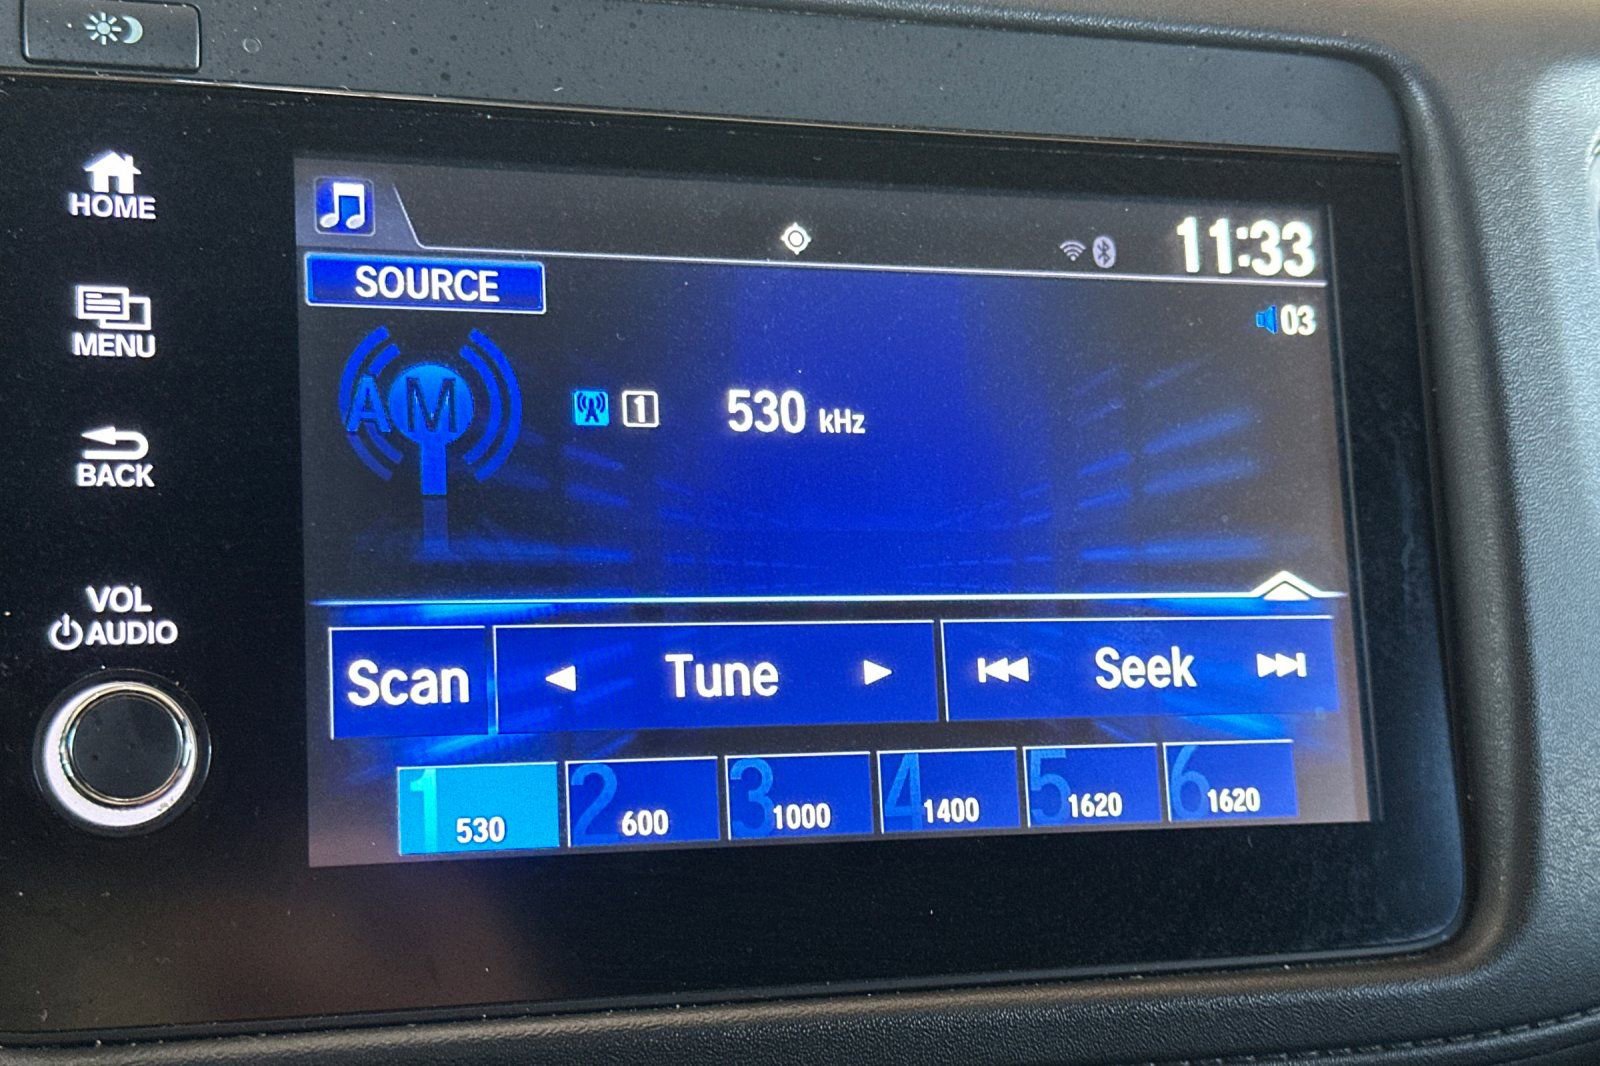 HOME
MENU
BACK
VOL
AUDIO
11:33
SOURCE
03
AM
1 530 kHz
Scan Tune Seek
1 530 2 600 3 1000 4 1400 5 1620 6 1620